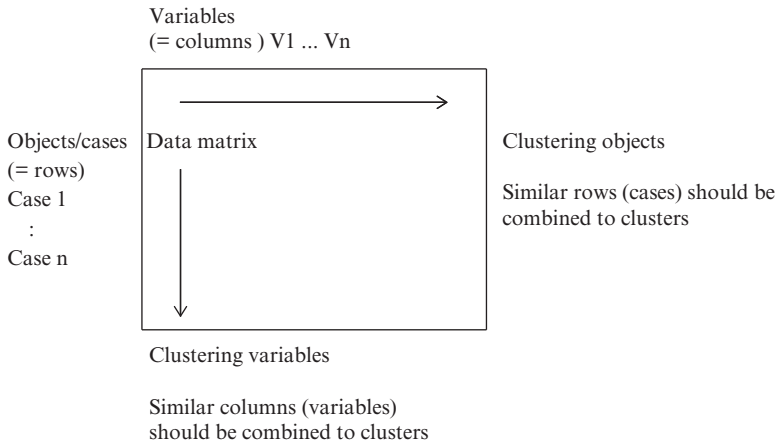 Variables
(= columns ) V1 ... Vn
Objects/cases
(= rows)
Case 1
:
Case n
Data matrix
Clustering objects
Similar rows (cases) should be
combined to clusters
Clustering variables
Similar columns (variables)
should be combined to clusters